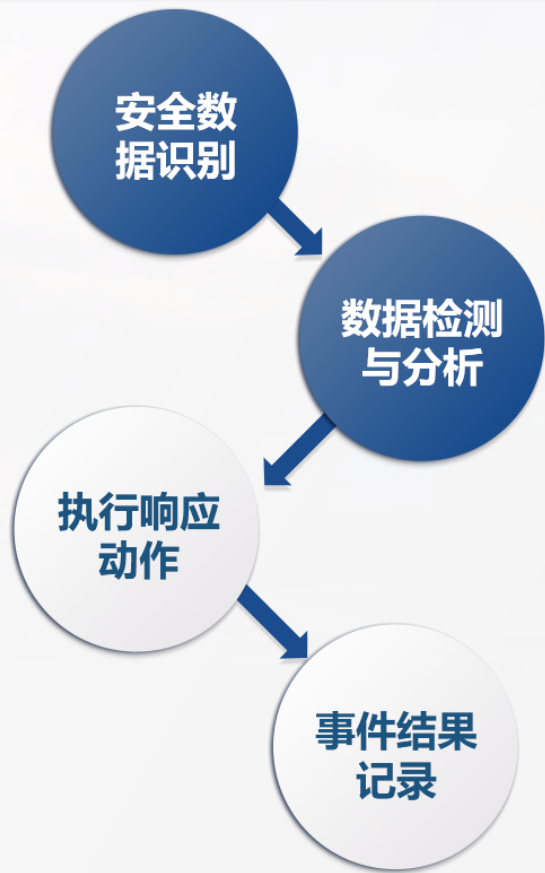 安全数
据识别
数据检测
与分析
执行响应
动作
事件结果
记录